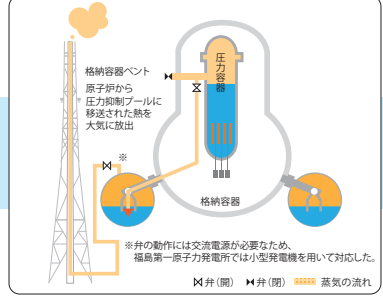 圧力容器
格納容器ベント
原子炉から
圧力抑制プールに
移送された熱を
大気に放出
※
格納容器
※弁の動作には交流電源が必要なため、
福島第一原子力発電所では小型発電機を用いて対応した。
弁（開） 弁（閉） 蒸気の流れ